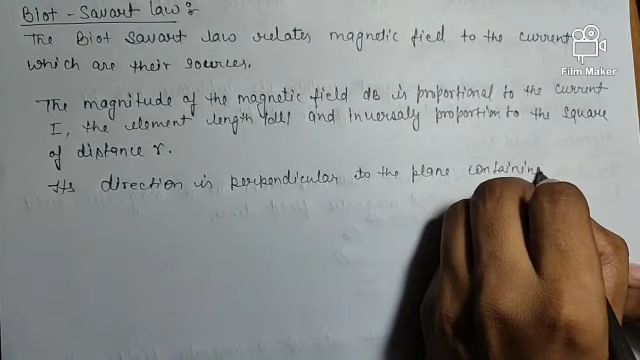 Biot-Savart law :
The Biot Savart law relates magnetic field to the current
which are their sources.
Film Maker
The magnitude of the magnetic field dB is proportional to the current
I, the element length |dl| and inversaly proportion to the square
of distance r.
Its direction is perpendicular to the plane containing